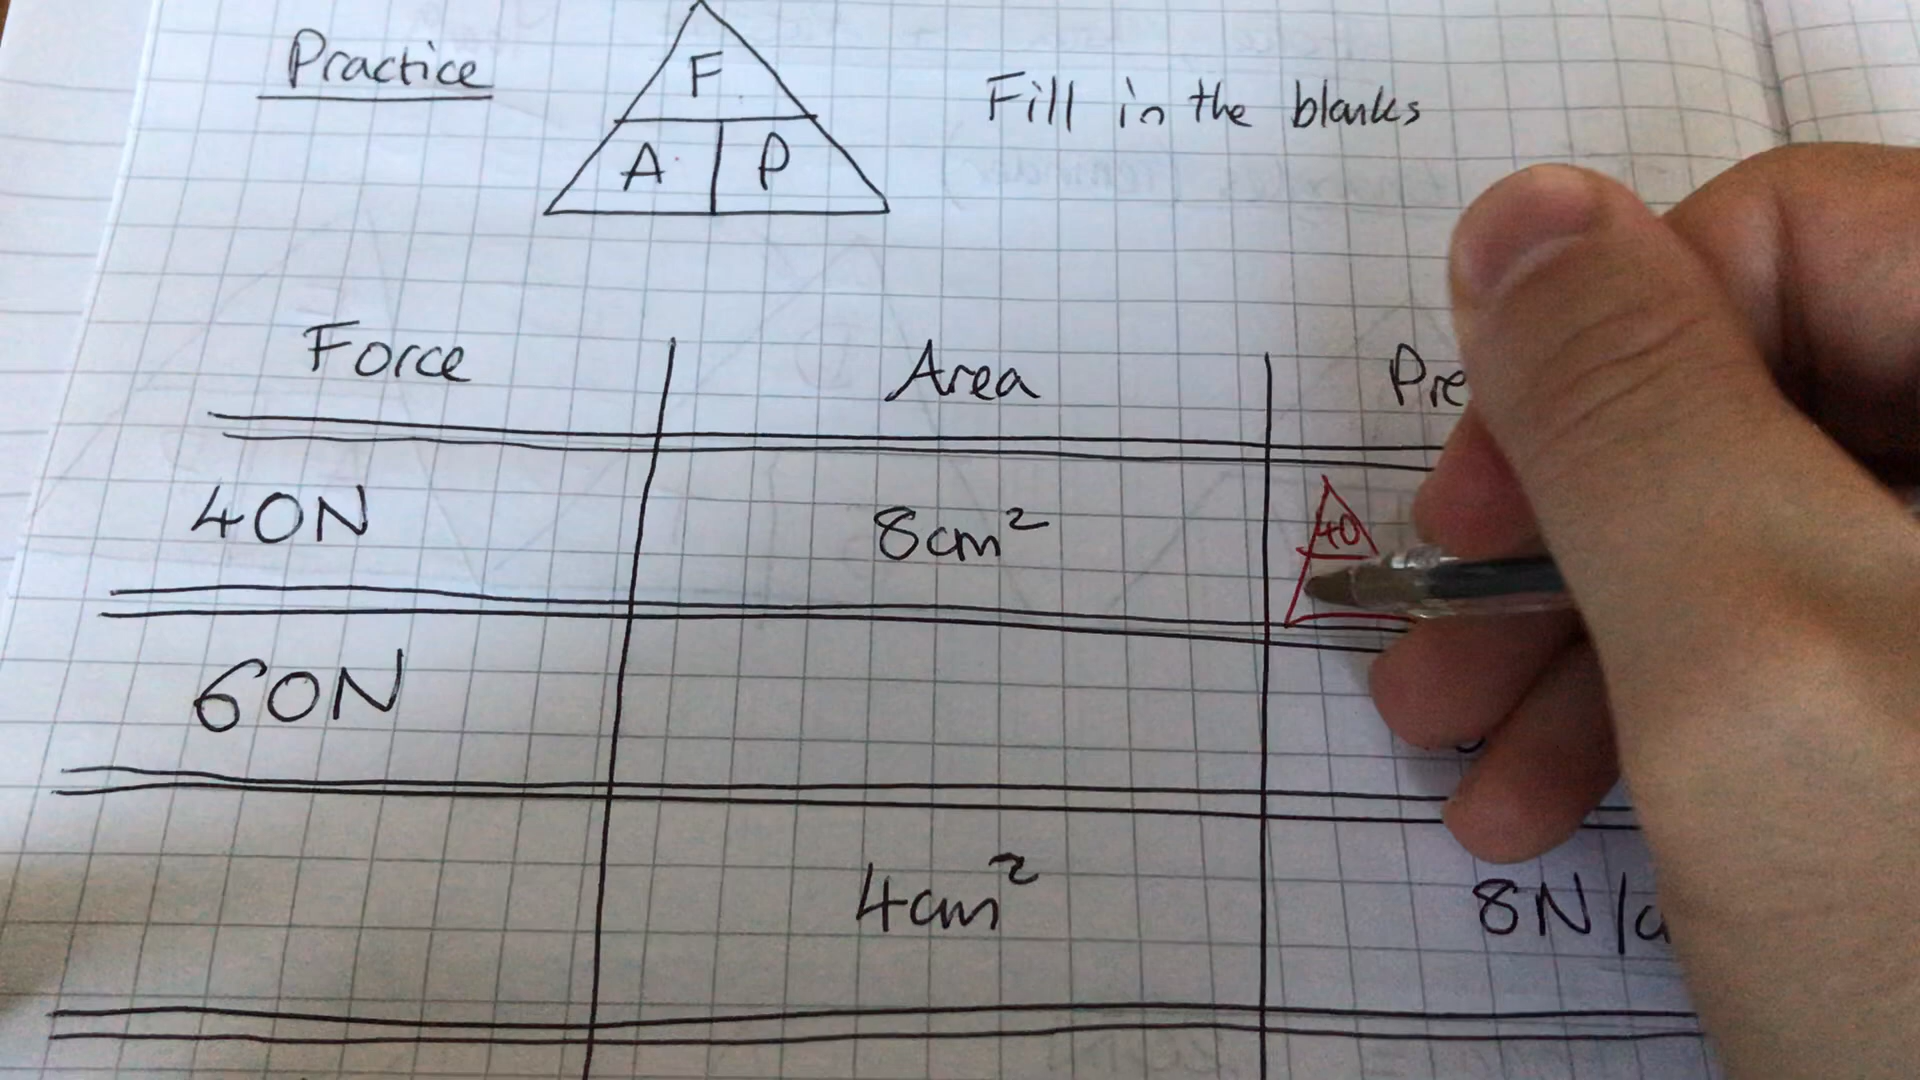 Practice
F
A P
Fill in the blanks
Force Area Pre
40N 8cm²
40
60N
4cm² 8N/c